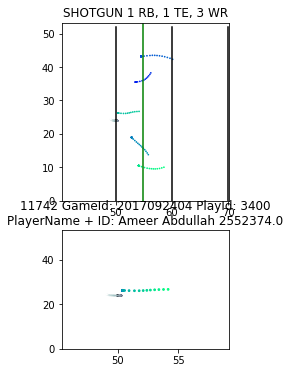 SHOTGUN 1 RB, 1 TE, 3 WR
50
40
30
20
10
0
50 60 70
11742 GameId: 2017092404 PlayId: 3400
PlayerName + ID: Ameer Abdullah 2552374.0
40
20
0
50 55